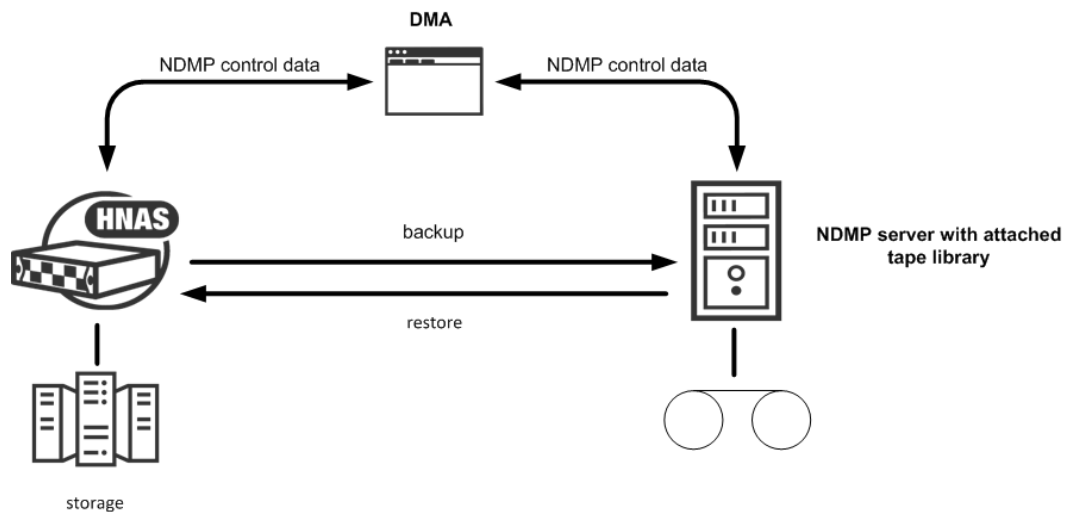 DMA
NDMP control data
NDMP control data
HNAS
backup
NDMP server with attached
tape library
restore
storage